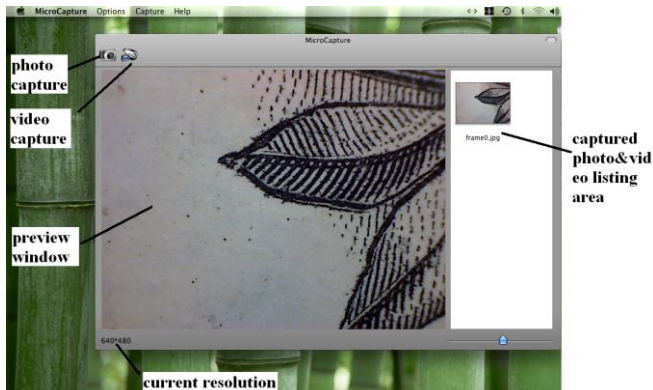 MicroCapture Options Capture Help
MicroCapture
photo
capture
video
capture
frame0.jpg
captured
photo&vid
eo listing
area
preview
window
640*480
current resolution